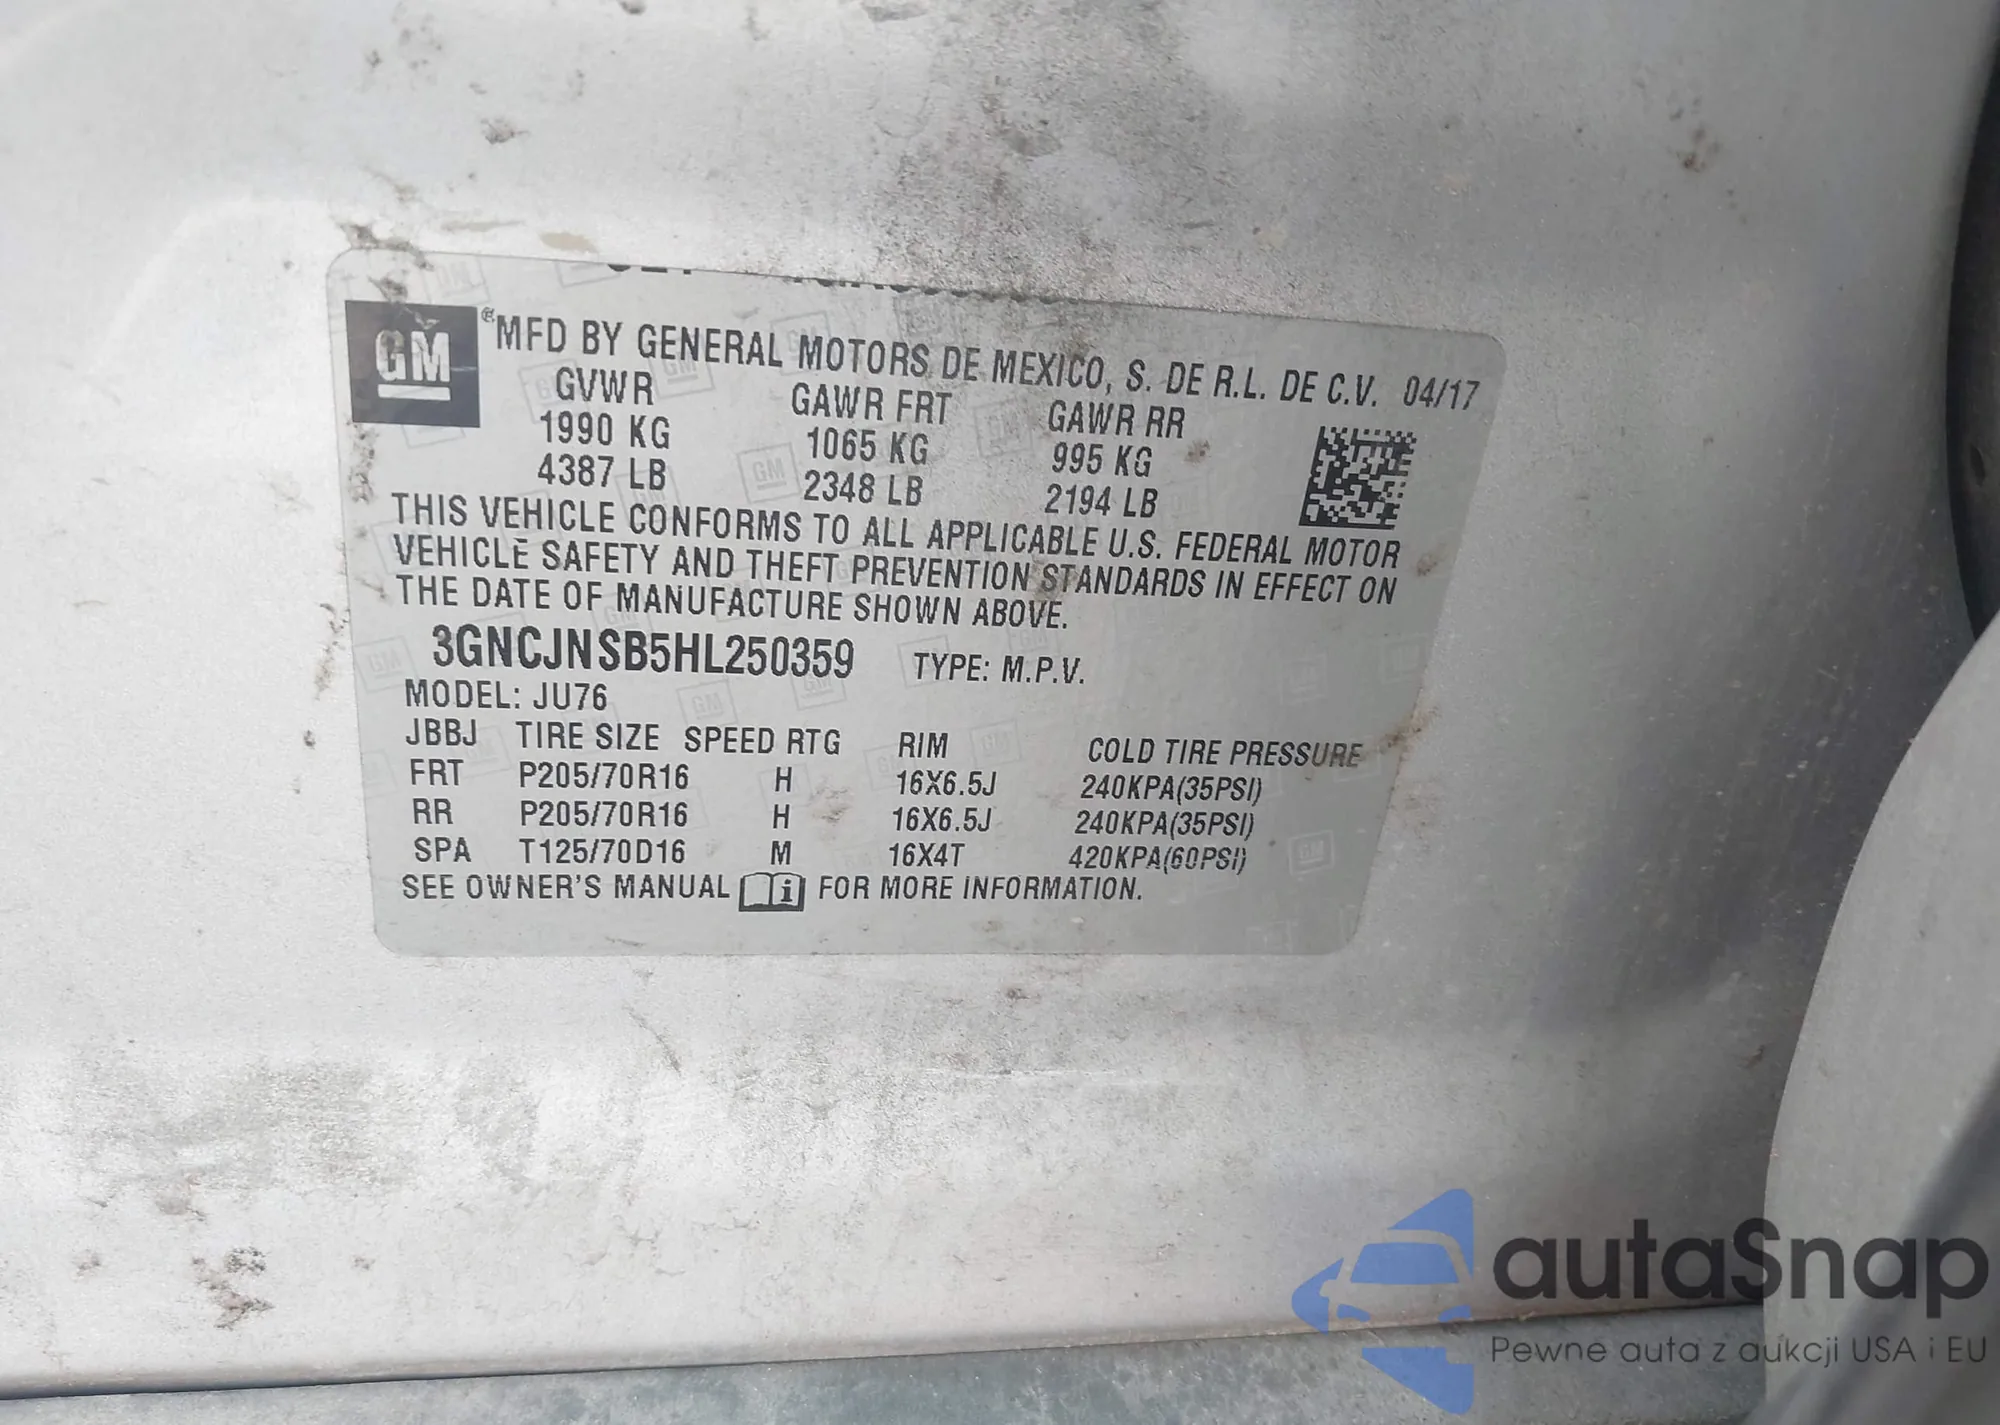 GM
®MFD BY GENERAL MOTORS DE MEXICO, S. DE R.L. DE C.V. 04/17
GVWR GAWR FRT GAWR RR
1990 KG 1065 KG 995 KG
4387 LB 2348 LB 2194 LB
THIS VEHICLE CONFORMS TO ALL APPLICABLE U.S. FEDERAL MOTOR
VEHICLE SAFETY AND THEFT PREVENTION STANDARDS IN EFFECT ON
THE DATE OF MANUFACTURE SHOWN ABOVE.
3GNCJNSB5HL250359 TYPE: M.P.V.
MODEL: JU76
JBBJ TIRE SIZE SPEED RTG RIM COLD TIRE PRESSURE
FRT P205/70R16 H 16X6.5J 240KPA(35PSI)
RR P205/70R16 H 16X6.5J 240KPA(35PSI)
SPA T125/70D16 M 16X4T 420KPA(60PSI)
SEE OWNER'S MANUAL i FOR MORE INFORMATION.
autaSnap
Pewne auta z aukcji USA i EU